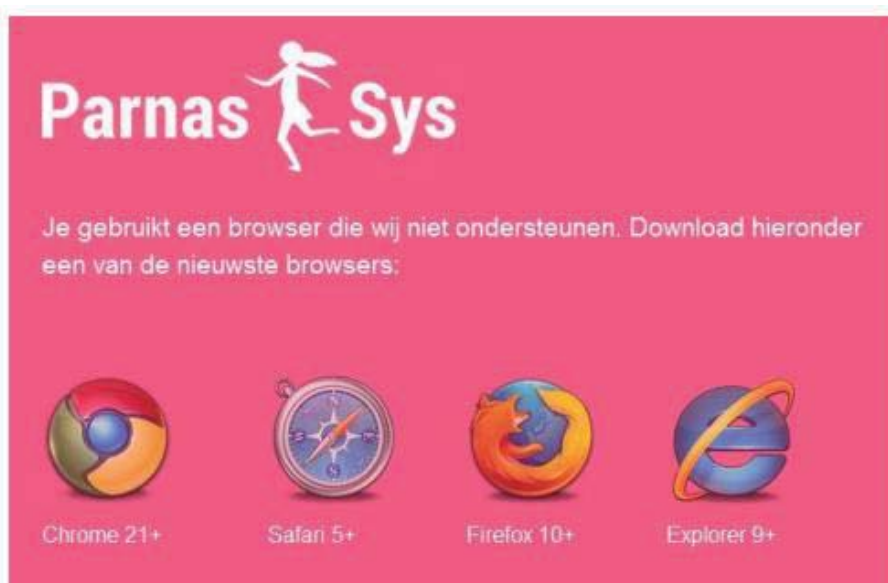 Parnas Sys
Je gebruikt een browser die wij niet ondersteunen. Download hieronder
een van de nieuwste browsers:
Chrome 21+ Safari 5+ Firefox 10+ Explorer 9+